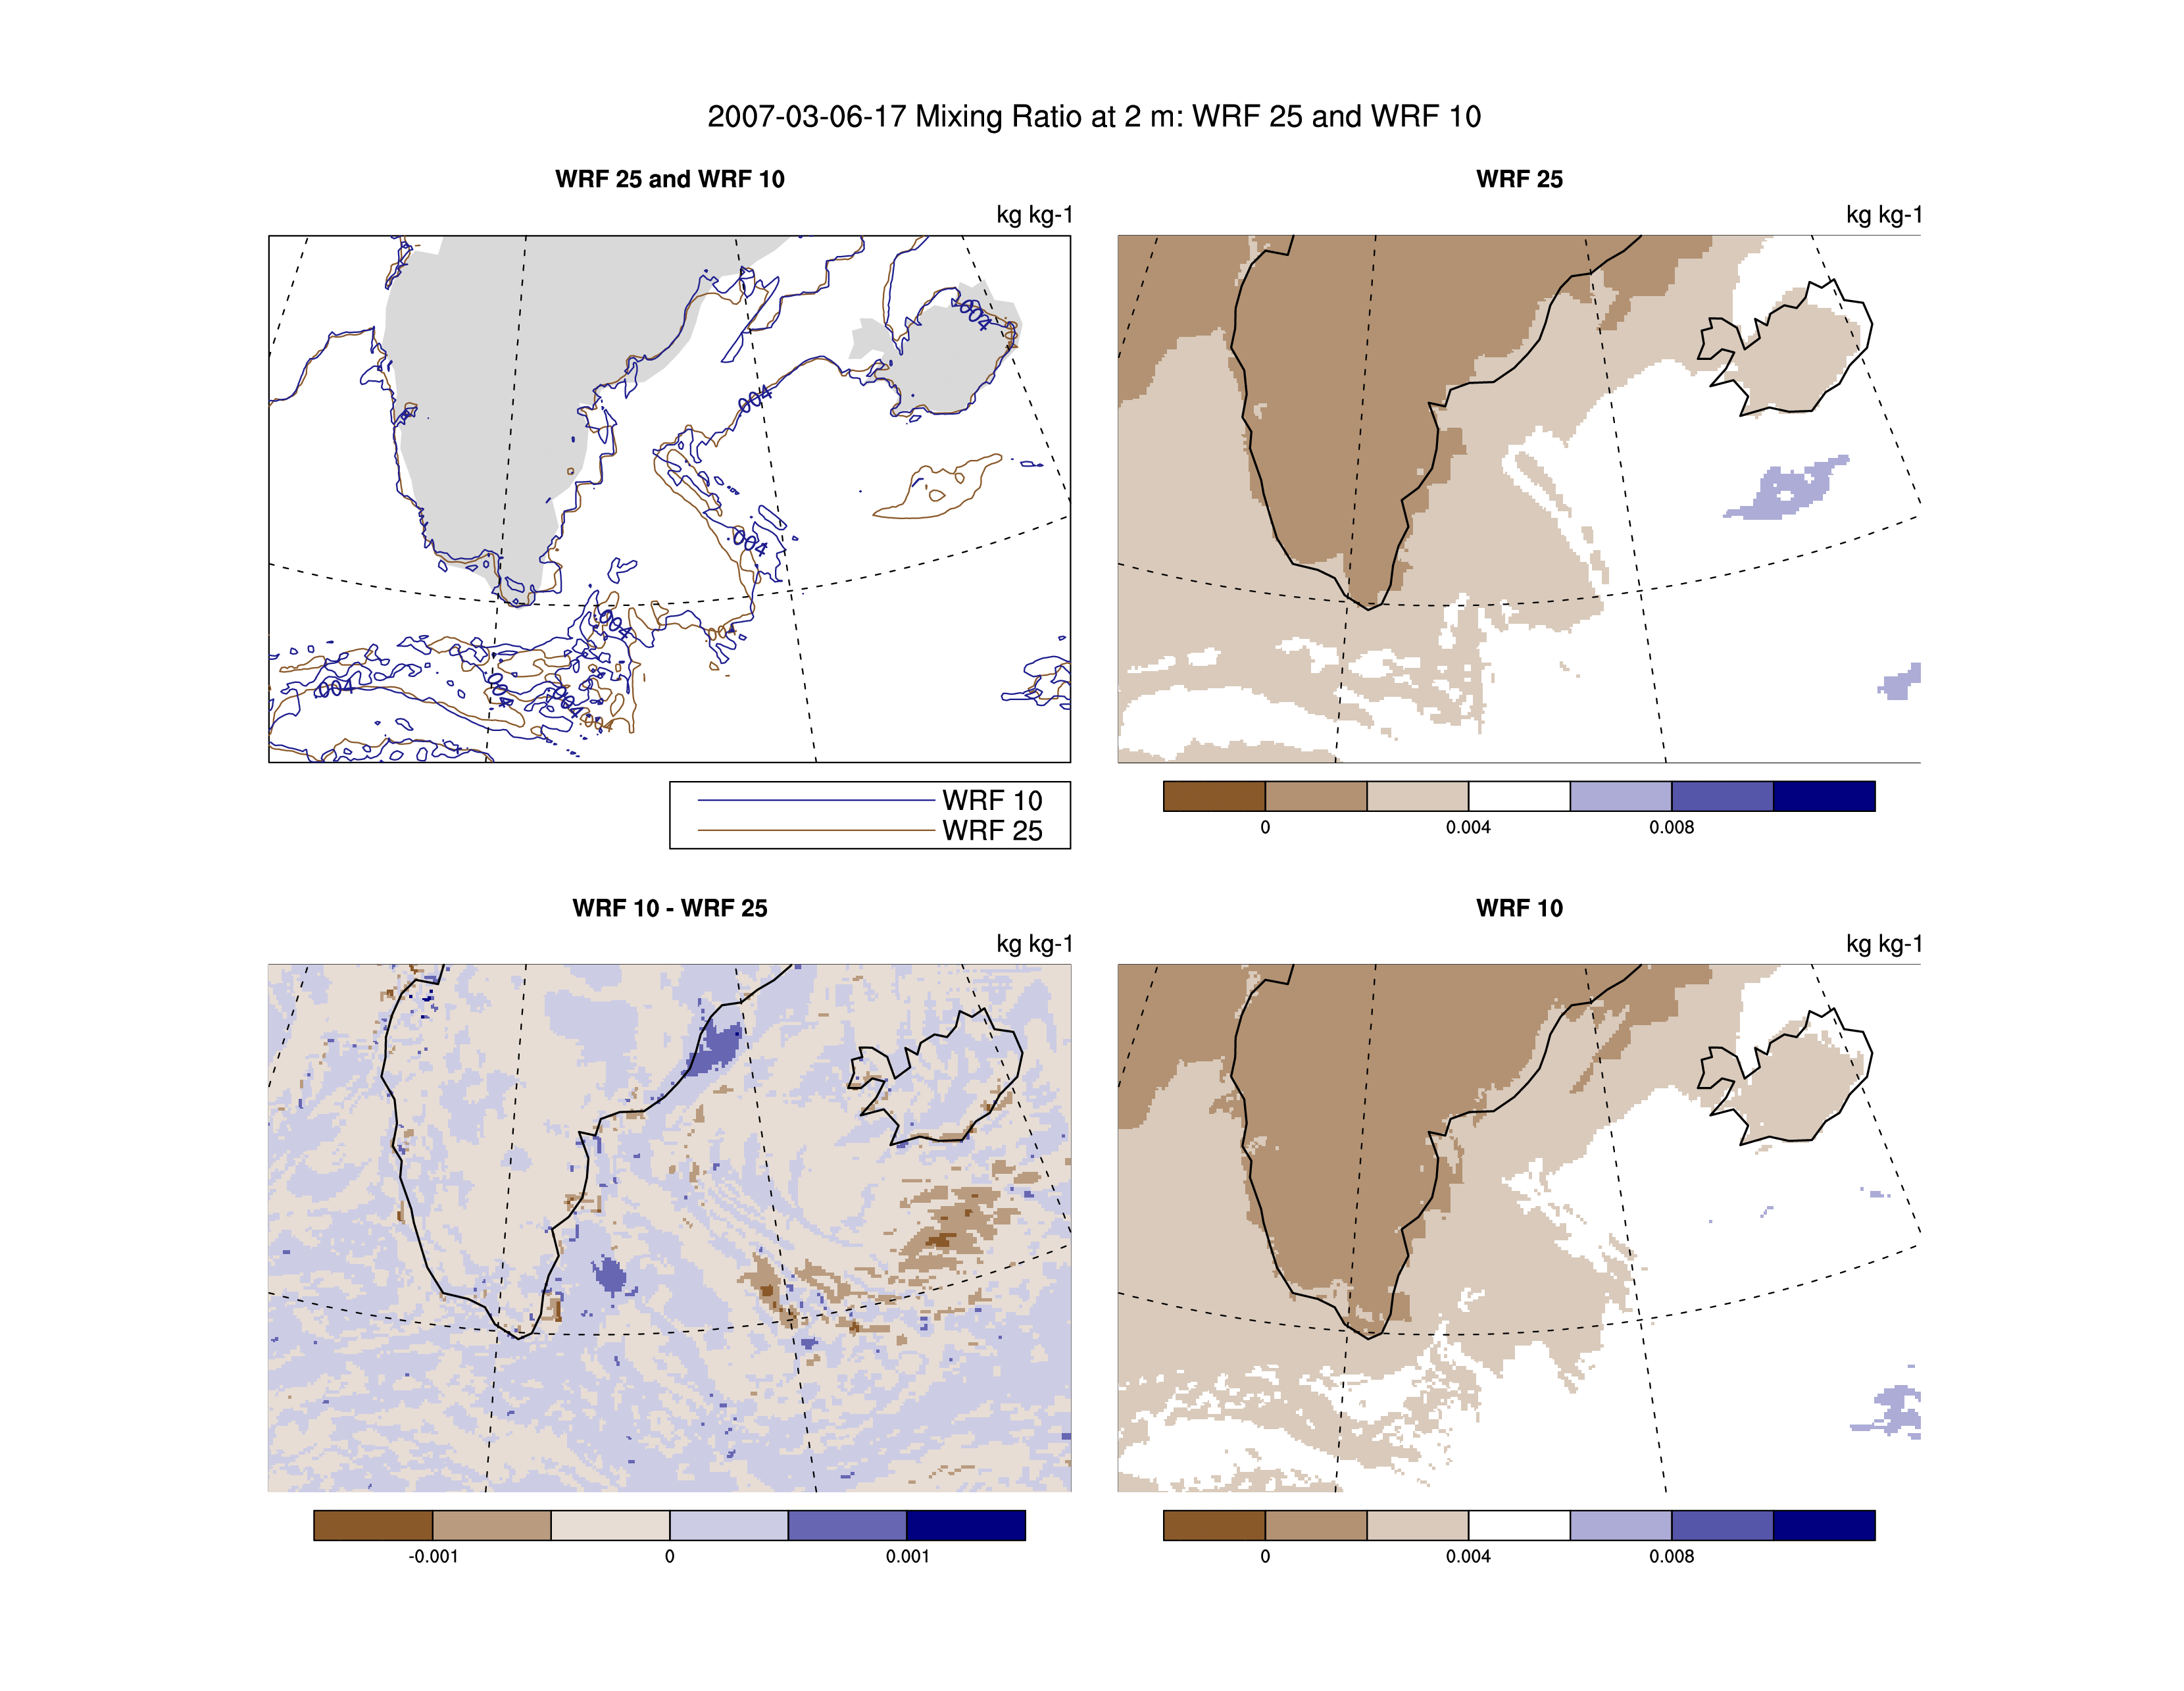 2007-03-06-17 Mixing Ratio at 2 m: WRF 25 and WRF 10
WRF 25 and WRF 10
kg kg-1
WRF 25
kg kg-1
.004
.004
.004
.004
.004
.004
.004
.004
.004
WRF 10
WRF 25
0
0.004
0.008
WRF 10 - WRF 25
kg kg-1
WRF 10
kg kg-1
-0.001
0
0.001
0
0.004
0.008